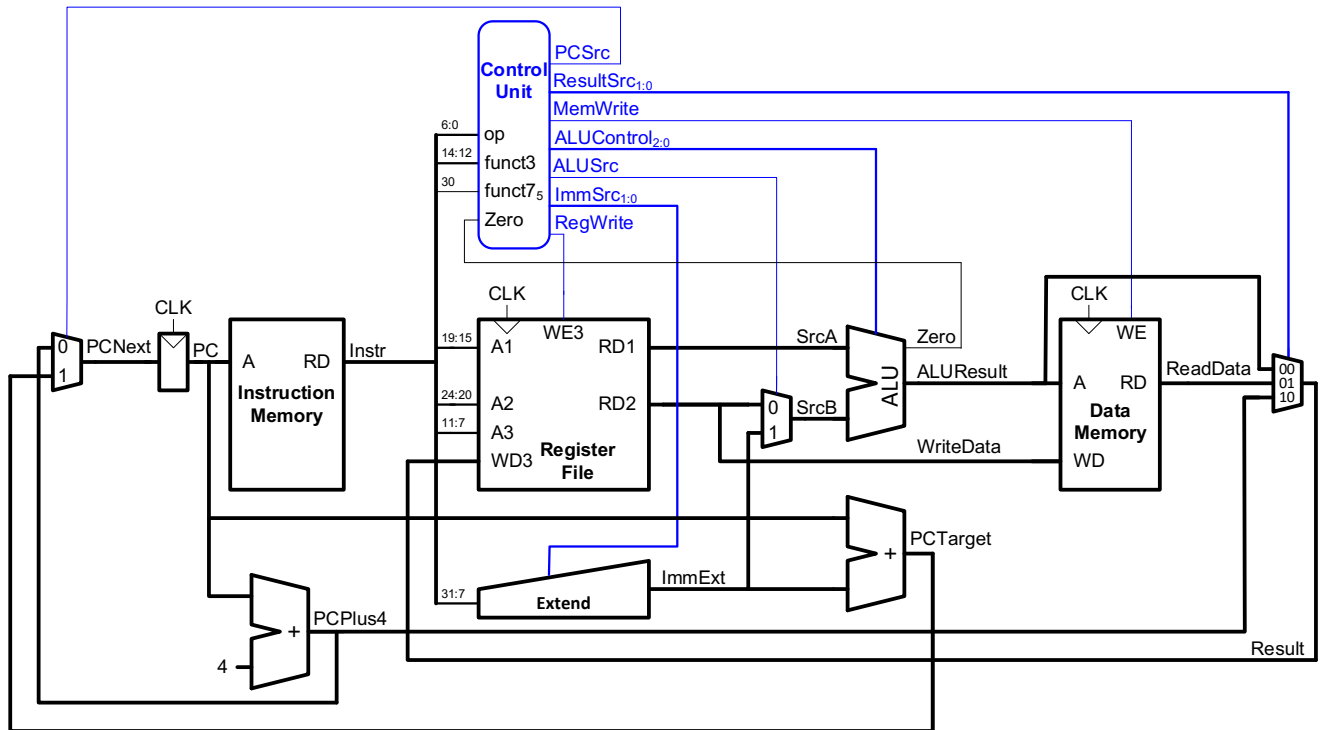 PCSrc
Control
Unit
ResultSrc1:0
MemWrite
6:0
op
ALUControl2:0
14:12
funct3
ALUSrc
30
funct75
ImmSrc1:0
Zero
RegWrite
CLK
CLK
CLK
0
1
PCNext
PC
A
RD
Instruction
Memory
Instr
19:15
A1
WE3
RD1
SrcA
Zero
WE
24:20
A2
RD2
0
1
SrcB
ALU
ALUResult
A
RD
ReadData
00
01
10
11:7
A3
Register
File
WD3
Data
Memory
WriteData
WD
PCTarget
+
31:7
Extend
ImmExt
PCPlus4
+
4
Result